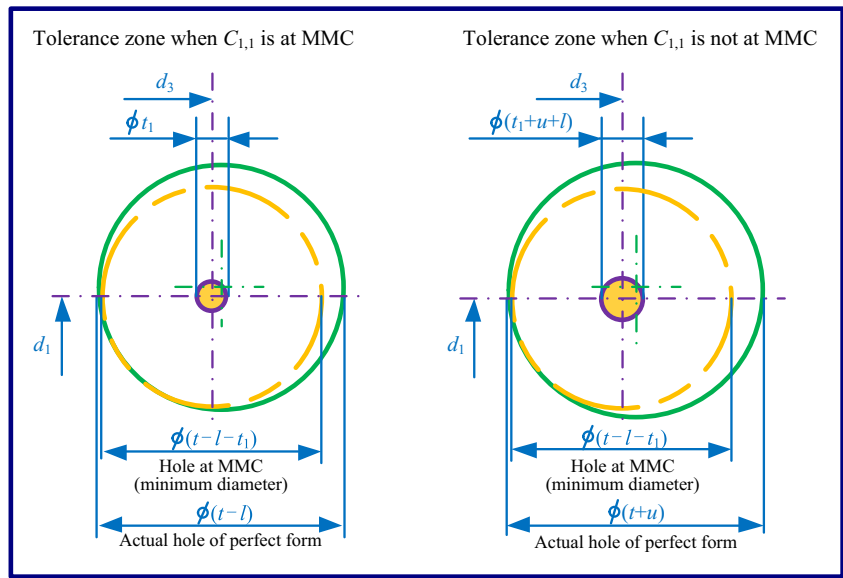 Tolerance zone when C₁,₁ is at MMC
d₃
ϕt₁
d₁
ϕ(t−l−t₁)
Hole at MMC
(minimum diameter)
ϕ(t−l)
Actual hole of perfect form
Tolerance zone when C₁,₁ is not at MMC
d₃
ϕ(t₁+u+l)
d₁
ϕ(t−l−t₁)
Hole at MMC
(minimum diameter)
ϕ(t+u)
Actual hole of perfect form